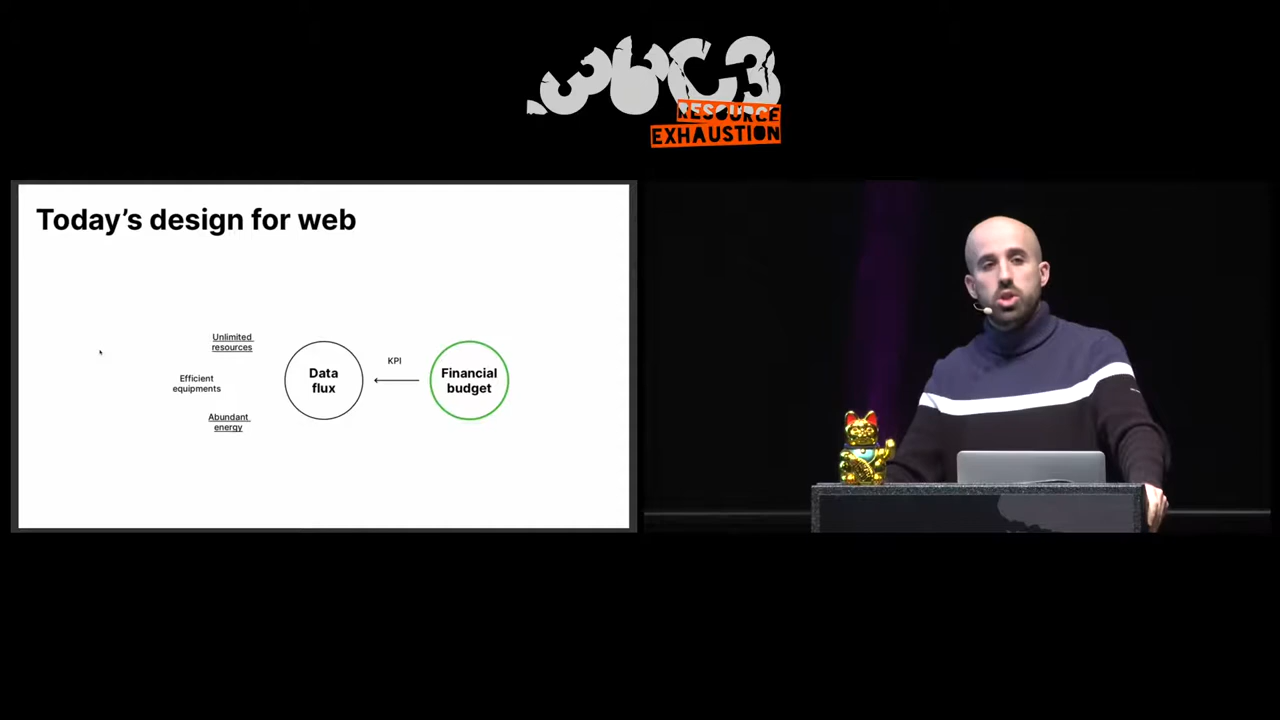 36C3
RESOURCE
EXHAUSTION
Today's design for web
Unlimited
resources
Efficient
equipments
Abundant
energy
Data
flux
KPI
Financial
budget